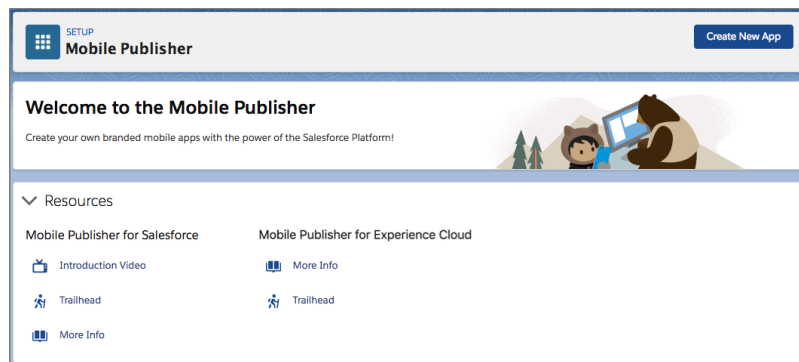 SETUP
Mobile Publisher
Create New App
Welcome to the Mobile Publisher
Create your own branded mobile apps with the power of the Salesforce Platform!
Resources
Mobile Publisher for Salesforce
Introduction Video
Trailhead
More Info
Mobile Publisher for Experience Cloud
More Info
Trailhead